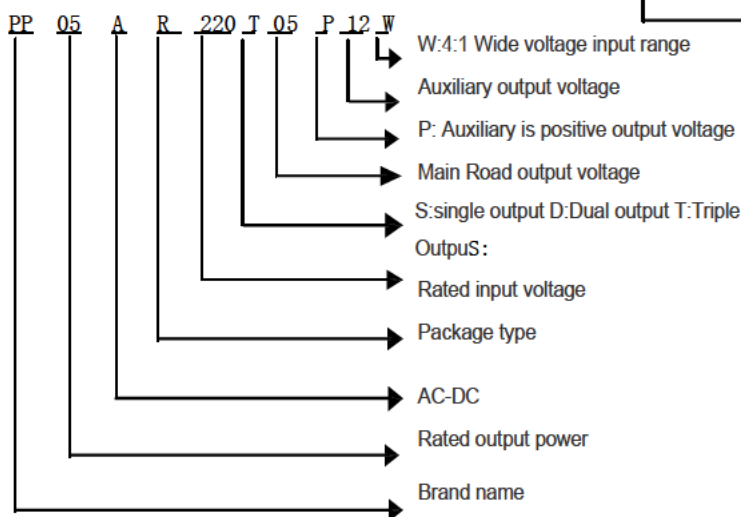 PP 05 A R 220 T 05 P 12 W
W:4:1 Wide voltage input range
Auxiliary output voltage
P: Auxiliary is positive output voltage
Main Road output voltage
S:single output D:Dual output T:Triple
OutpuS:
Rated input voltage
Package type
AC-DC
Rated output power
Brand name